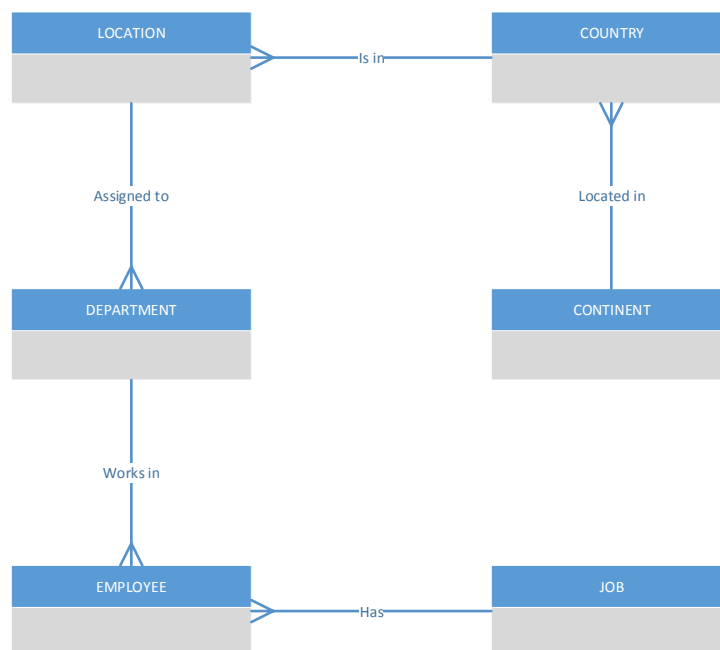 LOCATION
COUNTRY
Is in
Assigned to
Located in
DEPARTMENT
CONTINENT
Works in
EMPLOYEE
JOB
Has